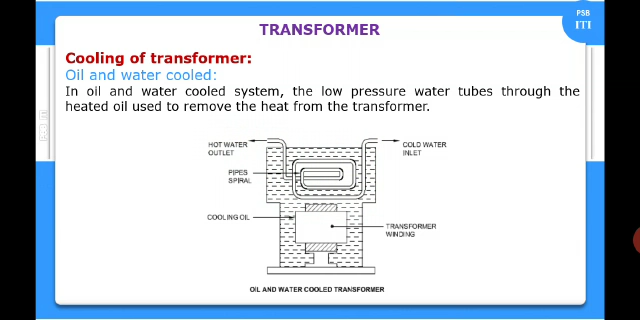 TRANSFORMER
PSB
ITI
Cooling of transformer:
Oil and water cooled:
In oil and water cooled system, the low pressure water tubes through the
heated oil used to remove the heat from the transformer.
HOT WATER
OUTLET
COLD WATER
INLET
PIPES
SPIRAL
COOLING OIL
TRANSFORMER
WINDING
OIL AND WATER COOLED TRANSFORMER